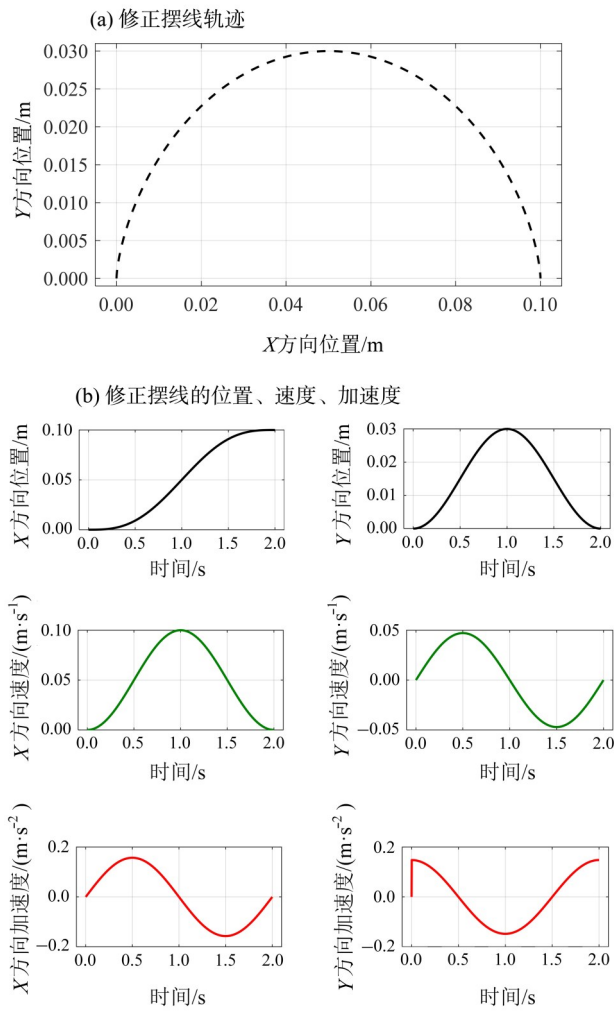 (a) 修正摆线轨迹
Y方向位置/m
0.030
0.025
0.020
0.015
0.010
0.005
0.000
0.00 0.02 0.04 0.06 0.08 0.10
X方向位置/m
(b) 修正摆线的位置、速度、加速度
X方向位置/m
0.10
0.05
0.00
0.0 0.5 1.0 1.5 2.0
时间/s
Y方向位置/m
0.03
0.02
0.01
0
0.0 0.5 1.0 1.5 2.0
时间/s
X方向速度/(m·s⁻¹)
0.10
0.05
0.00
0.0 0.5 1.0 1.5 2.0
时间/s
Y方向速度/(m·s⁻¹)
0.05
0.00
−0.05
0.0 0.5 1.0 1.5 2.0
时间/s
X方向加速度/(m·s⁻²)
0.2
0.0
−0.2
0.0 0.5 1.0 1.5 2.0
时间/s
Y方向加速度/(m·s⁻²)
0.2
0.0
−0.2
0.0 0.5 1.0 1.5 2.0
时间/s